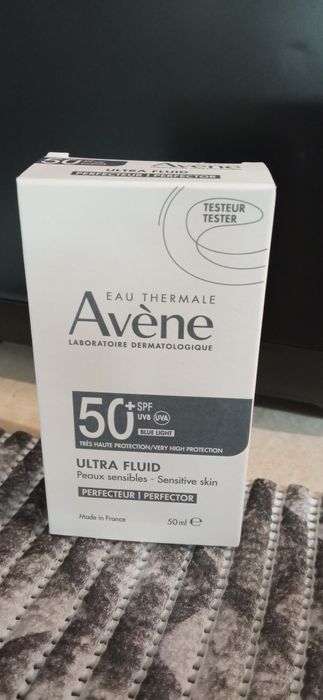 50
Avène
ULTRA FLUID
PERFECTEUR | PERFECTOR
TESTEUR
TESTER
EAU THERMALE
Avène
LABORATOIRE DERMATOLOGIQUE
50+ SPF
UVB UVA
BLUE LIGHT
TRÈS HAUTE PROTECTION/VERY HIGH PROTECTION
ULTRA FLUID
Peaux sensibles - Sensitive skin
PERFECTEUR | PERFECTOR
Made in France 50 ml ℮